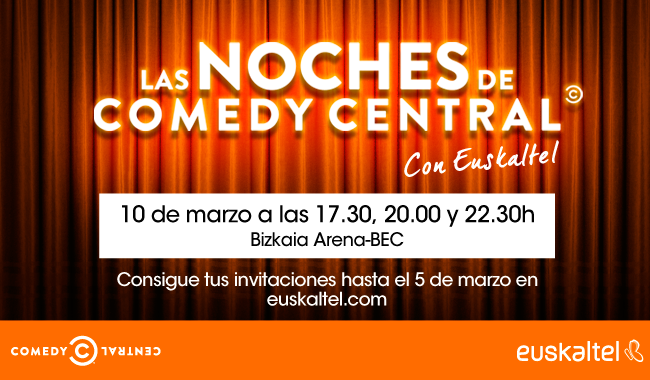 LAS NOCHES DE
COMEDY CENTRAL
Con Euskaltel
10 de marzo a las 17.30, 20.00 y 22.30h
Bizkaia Arena-BEC
Consigue tus invitaciones hasta el 5 de marzo en
euskaltel.com
COMEDY CENTRAL
euskaltel